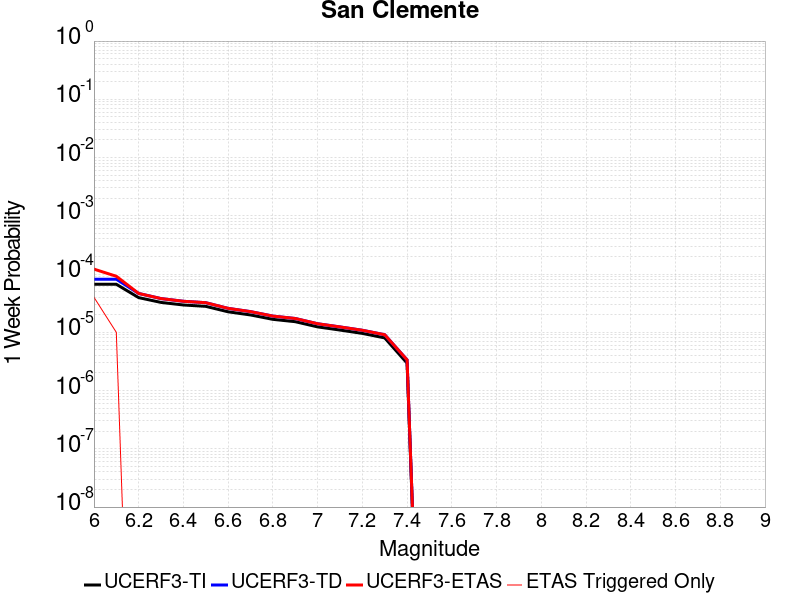 San Clemente
10^0
10^-1
10^-2
10^-3
10^-4
10^-5
10^-6
10^-7
10^-8
1 Week Probability
6 6.2 6.4 6.6 6.8 7 7.2 7.4 7.6 7.8 8 8.2 8.4 8.6 8.8 9
Magnitude
UCERF3-TI UCERF3-TD UCERF3-ETAS ETAS Triggered Only